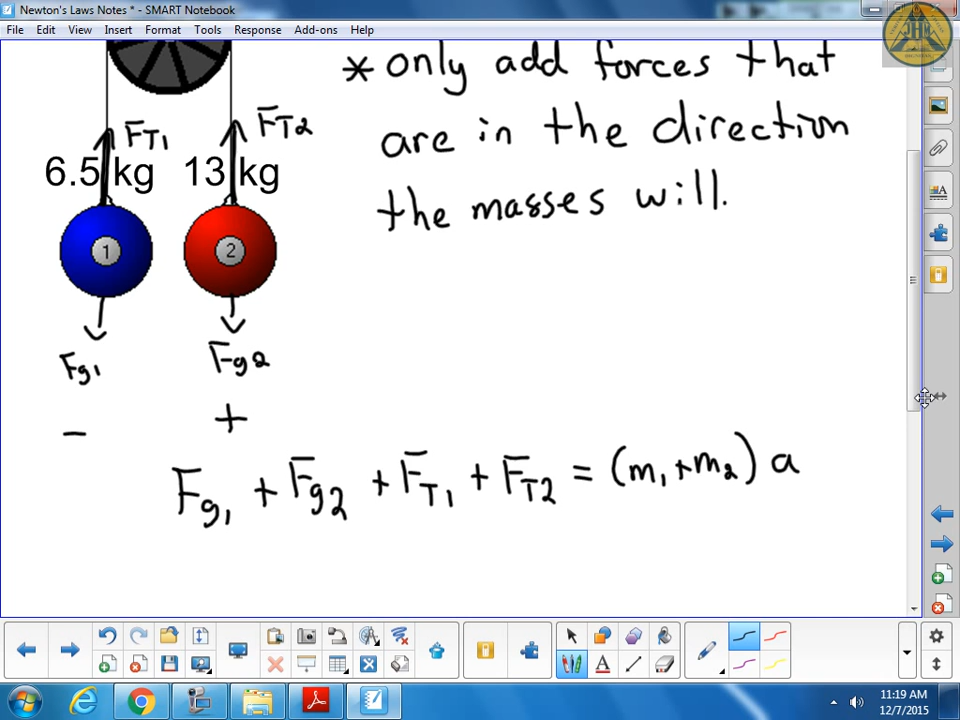 Newton's Laws Notes * - SMART Notebook
File Edit View Insert Format Tools Response Add-ons Help
JHM
* only add forces that
are in the direction
the masses will.
FT1 FT2
6.5 kg 13 kg
1 2
Fg1 Fg2
- +
Fg1 + Fg2 + FT1 + FT2 = (m1+m2) a
A
11:19 AM
12/7/2015